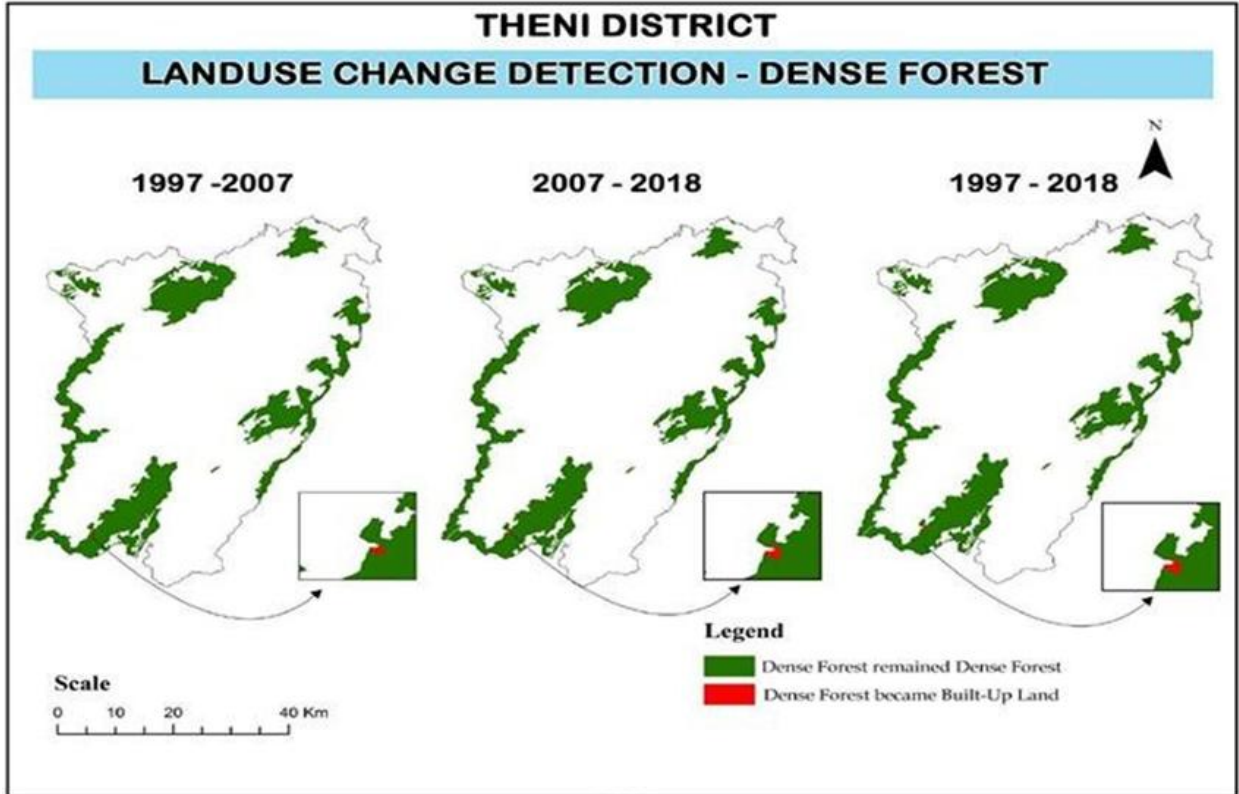 THENI DISTRICT
LANDUSE CHANGE DETECTION - DENSE FOREST
N
1997 -2007
2007 - 2018
1997 - 2018
Legend
Dense Forest remained Dense Forest
Dense Forest became Built-Up Land
Scale
0 10 20 40 Km